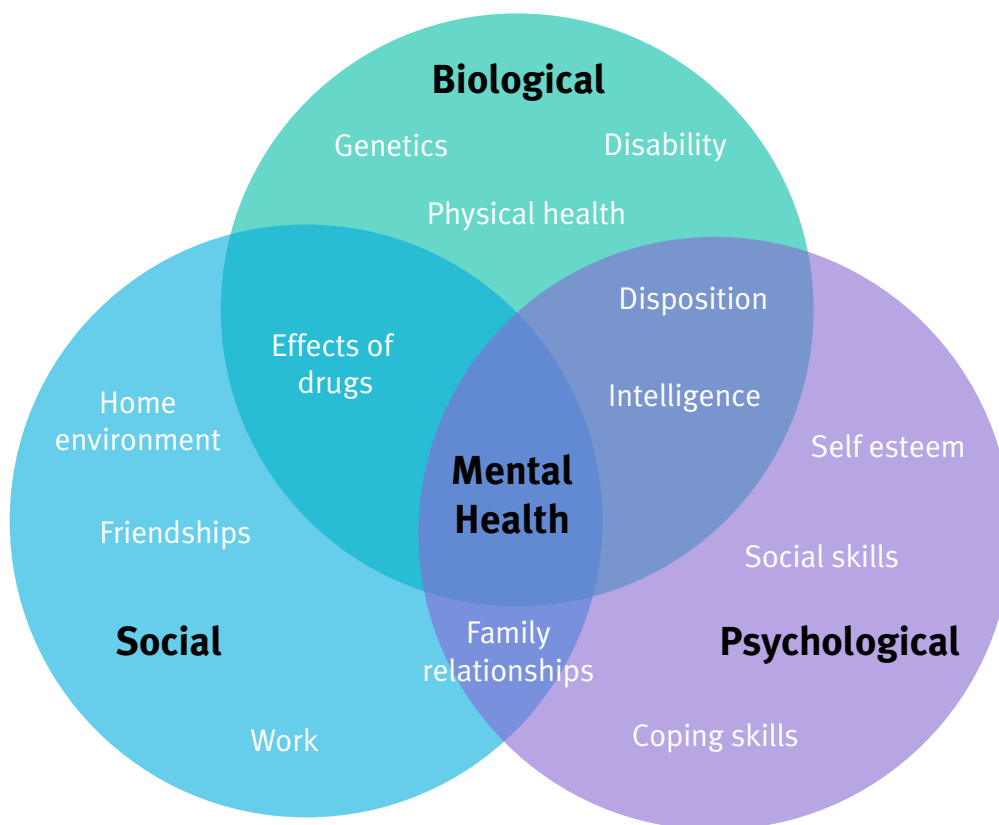 Biological
Genetics
Disability
Physical health
Disposition
Effects of
drugs
Intelligence
Home
environment
Self esteem
Mental
Health
Friendships
Social skills
Social
Family
relationships
Psychological
Work
Coping skills